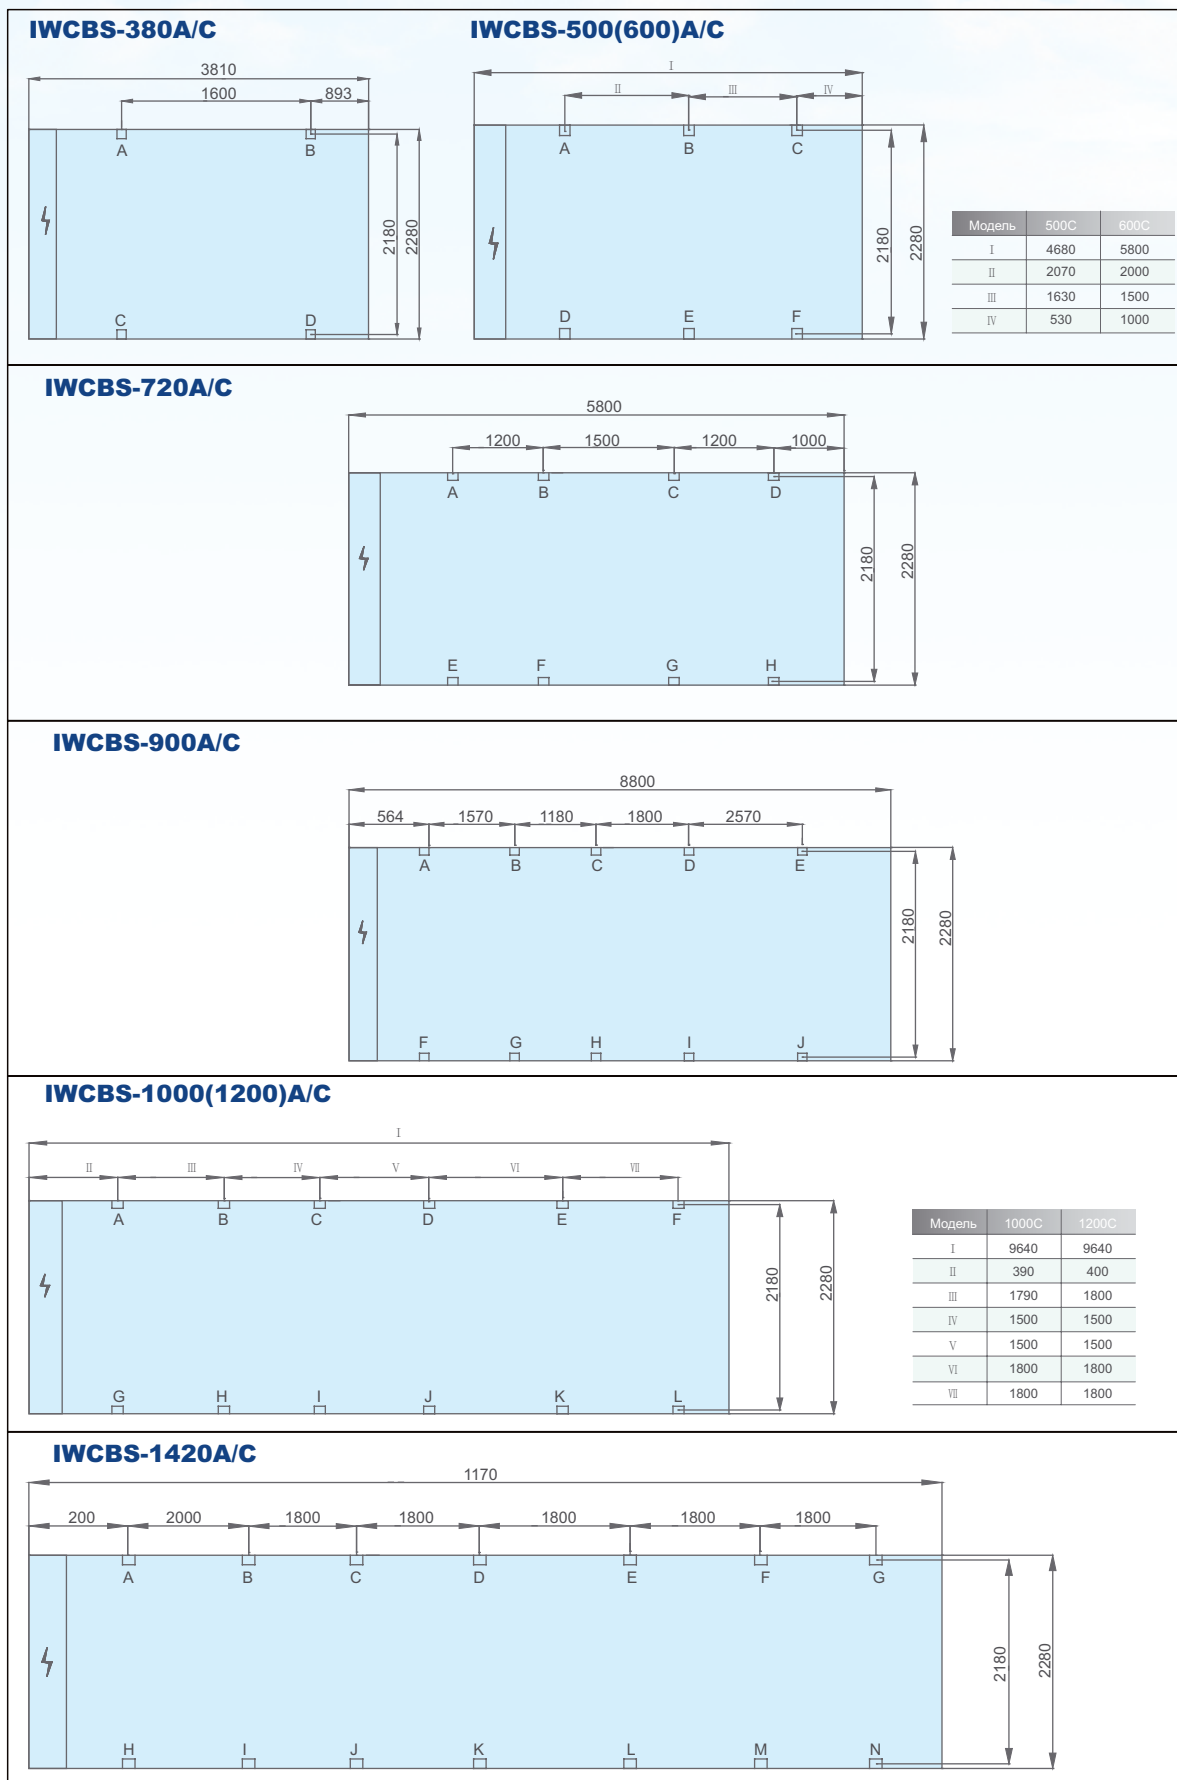 IWCBS-380A/C
3810
1600 893
A B
2180 2280
C D
IWCBS-500(600)A/C
Ⅰ
Ⅱ Ⅲ Ⅳ
A B C
2180 2280
D E F
Модель 500C 600C
Ⅰ 4680 5800
Ⅱ 2070 2000
Ⅲ 1630 1500
Ⅳ 530 1000
IWCBS-720A/C
5800
1200 1500 1200 1000
A B C D
2180 2280
E F G H
IWCBS-900A/C
8800
564 1570 1180 1800 2570
A B C D E
2180 2280
F G H I J
IWCBS-1000(1200)A/C
Ⅰ
Ⅱ Ⅲ Ⅳ Ⅴ Ⅵ Ⅶ
A B C D E F
2180 2280
G H I J K L
Модель 1000C 1200C
Ⅰ 9640 9640
Ⅱ 390 400
Ⅲ 1790 1800
Ⅳ 1500 1500
Ⅴ 1500 1500
Ⅵ 1800 1800
Ⅶ 1800 1800
IWCBS-1420A/C
1170
200 2000 1800 1800 1800 1800 1800
A B C D E F G
2180 2280
H I J K L M N